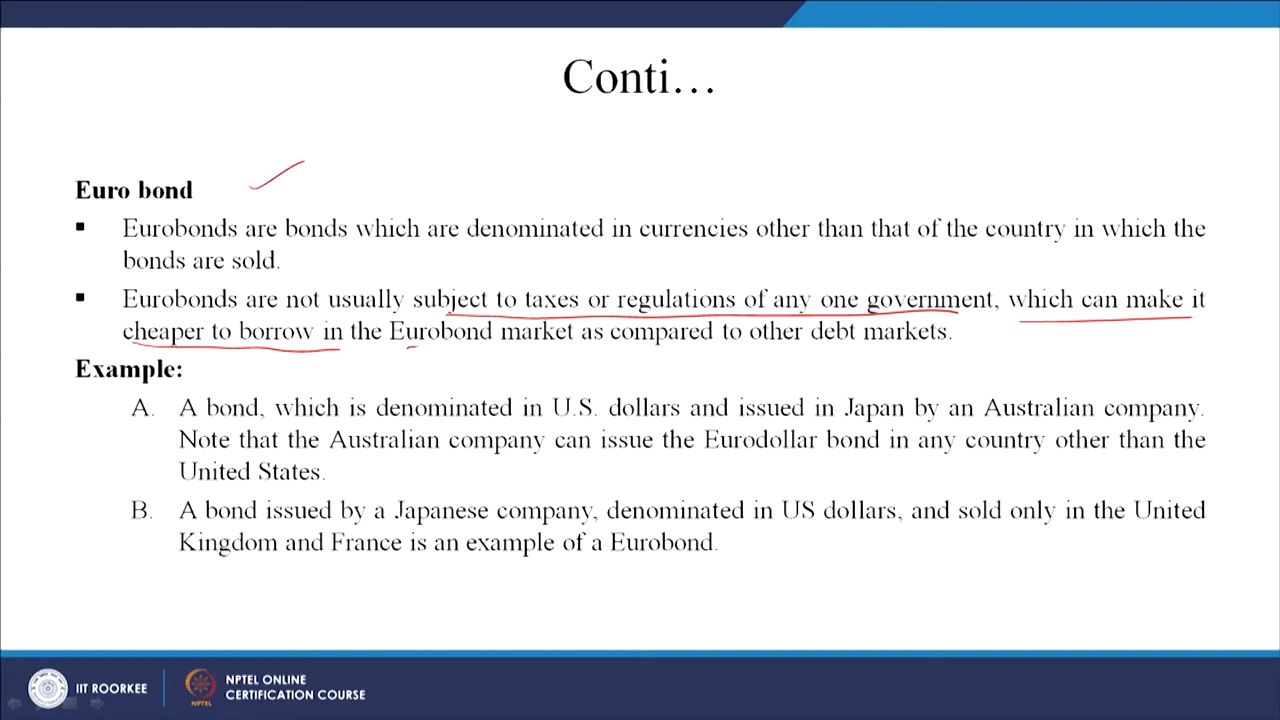 Conti…
Euro bond
▪ Eurobonds are bonds which are denominated in currencies other than that of the country in which the
bonds are sold.
▪ Eurobonds are not usually subject to taxes or regulations of any one government, which can make it
cheaper to borrow in the Eurobond market as compared to other debt markets.
Example:
A. A bond, which is denominated in U.S. dollars and issued in Japan by an Australian company.
Note that the Australian company can issue the Eurodollar bond in any country other than the
United States.
B. A bond issued by a Japanese company, denominated in US dollars, and sold only in the United
Kingdom and France is an example of a Eurobond.
IIT ROORKEE
NPTEL
NPTEL ONLINE
CERTIFICATION COURSE